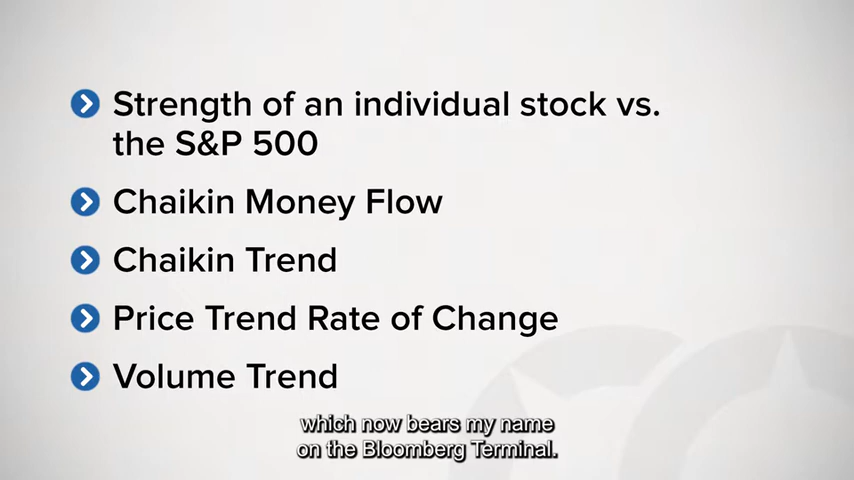 Strength of an individual stock vs.
the S&P 500
Chaikin Money Flow
Chaikin Trend
Price Trend Rate of Change
Volume Trend
which now bears my name
on the Bloomberg Terminal.